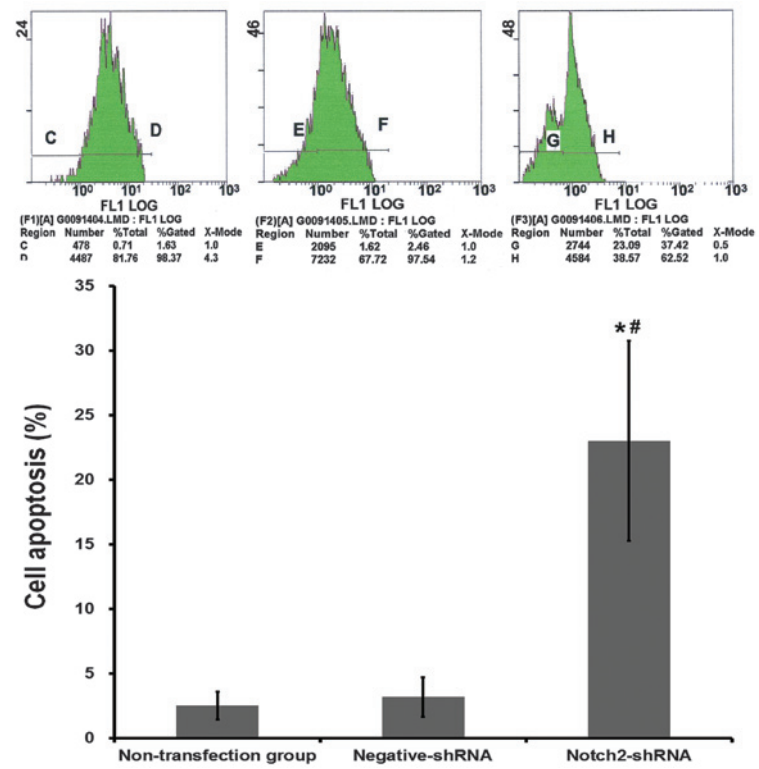 24
C D
10⁰ 10¹ 10² 10³
FL1 LOG
(F1)[A] G0091404.LMD : FL1 LOG
Region Number %Total %Gated X-Mode
C 478 0.71 1.63 1.0
D 4487 81.76 98.37 4.3
46
E F
10⁰ 10¹ 10² 10³
FL1 LOG
(F2)[A] G0091405.LMD : FL1 LOG
Region Number %Total %Gated X-Mode
E 2095 1.62 2.46 1.0
F 7232 67.72 97.54 1.2
48
G H
10⁰ 10¹ 10² 10³
FL1 LOG
(F3)[A] G0091406.LMD : FL1 LOG
Region Number %Total %Gated X-Mode
G 2744 23.09 37.42 0.5
H 4584 38.57 62.52 1.0
Cell apoptosis (%)
35
30
25
20
15
10
5
0
*#
Non-transfection group Negative-shRNA Notch2-shRNA